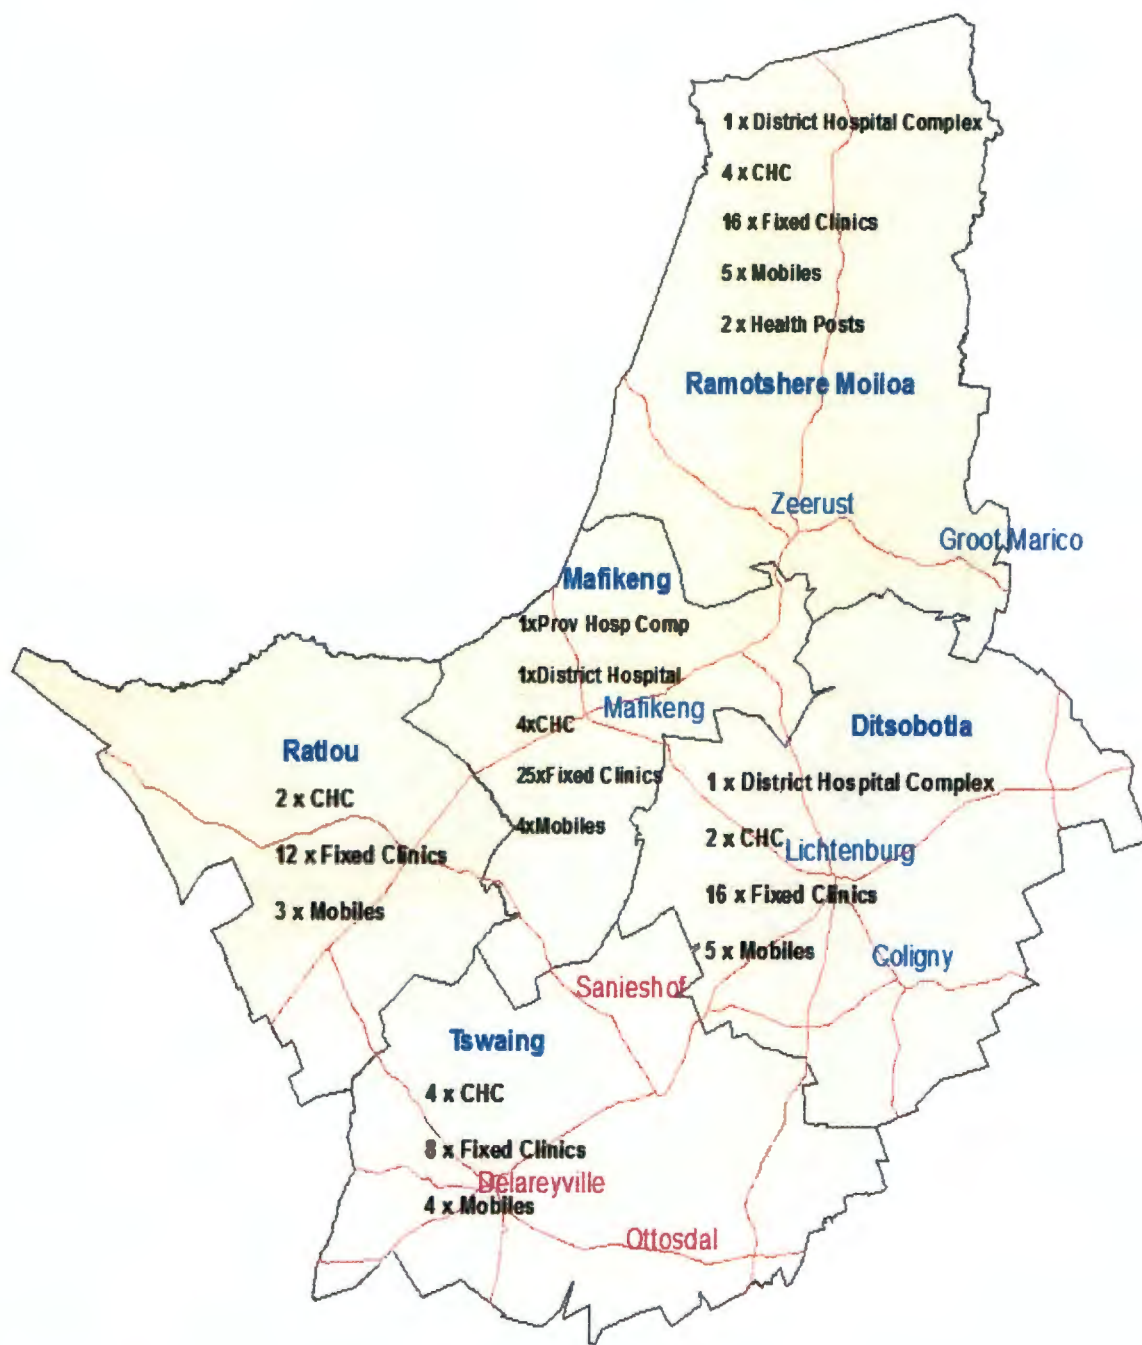 1 x District Hospital Complex
4 x CHC
16 x Fixed Clinics
5 x Mobiles
2 x Health Posts
Ramotshere Moiloa
Zeerust
Groot Marico
Mafikeng
1xProv Hosp Comp
1xDistrict Hospital
4xCHC
Mafikeng
25xFixed Clinics
4xMobiles
Ratlou
2 x CHC
12 x Fixed Clinics
3 x Mobiles
Ditsobotla
1 x District Hospital Complex
2 x CHC
Lichtenburg
16 x Fixed Clinics
5 x Mobiles
Coligny
Sanieshof
Tswaing
4 x CHC
8 x Fixed Clinics
Delareyville
4 x Mobiles
Ottosdal